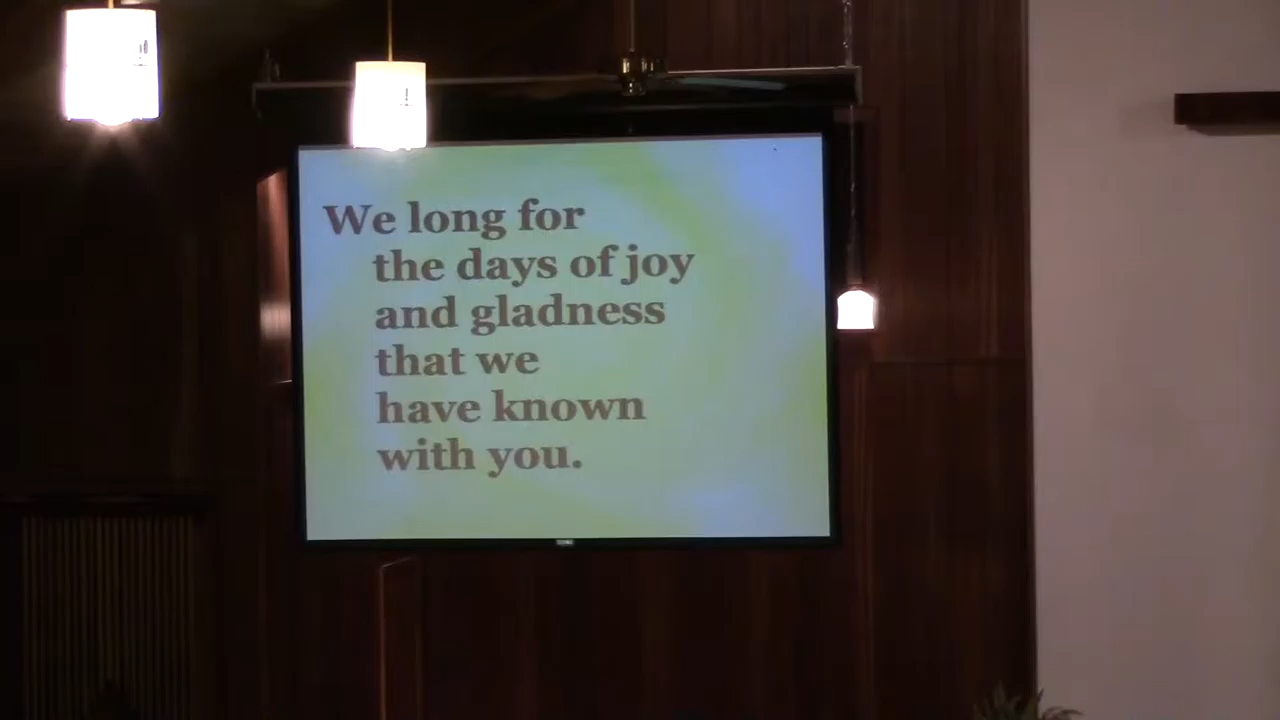 We long for
the days of joy
and gladness
that we
have known
with you.